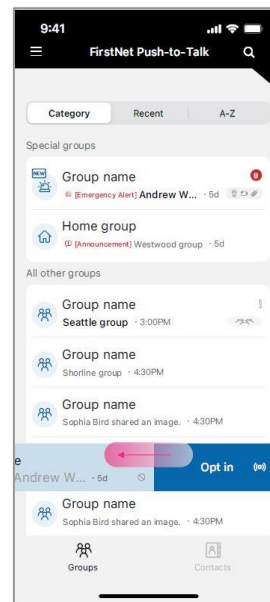 9:41
FirstNet Push-to-Talk
Category Recent A-Z
Special groups
NEW
Group name 9
[Emergency Alert] Andrew W... · 5d
Home group
[Announcement] Westwood group · 5d
All other groups
Group name
Seattle group · 3:00PM
Group name
Shorline group · 4:30PM
Group name
Sophia Bird shared an image. · 4:30PM
e
Andrew W... · 5d
Opt in
Group name
Sophia Bird shared an image. · 4:30PM
Groups Contacts